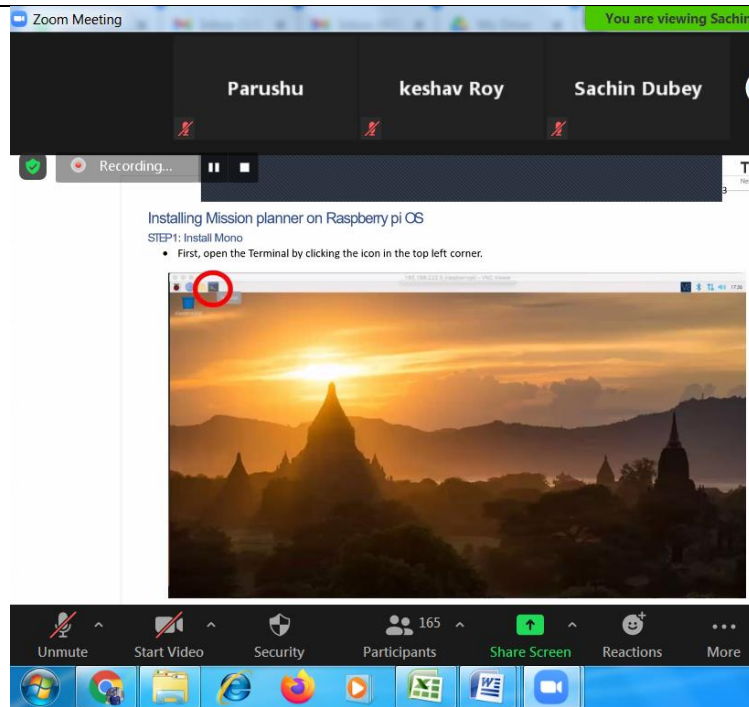 Zoom Meeting
You are viewing Sachin
Parushu
keshav Roy
Sachin Dubey
Recording...
T
Ne
3
Installing Mission planner on Raspberry pi OS
STEP1: Install Mono
• First, open the Terminal by clicking the icon in the top left corner.
165
Unmute
Start Video
Security
Participants
Share Screen
Reactions
More